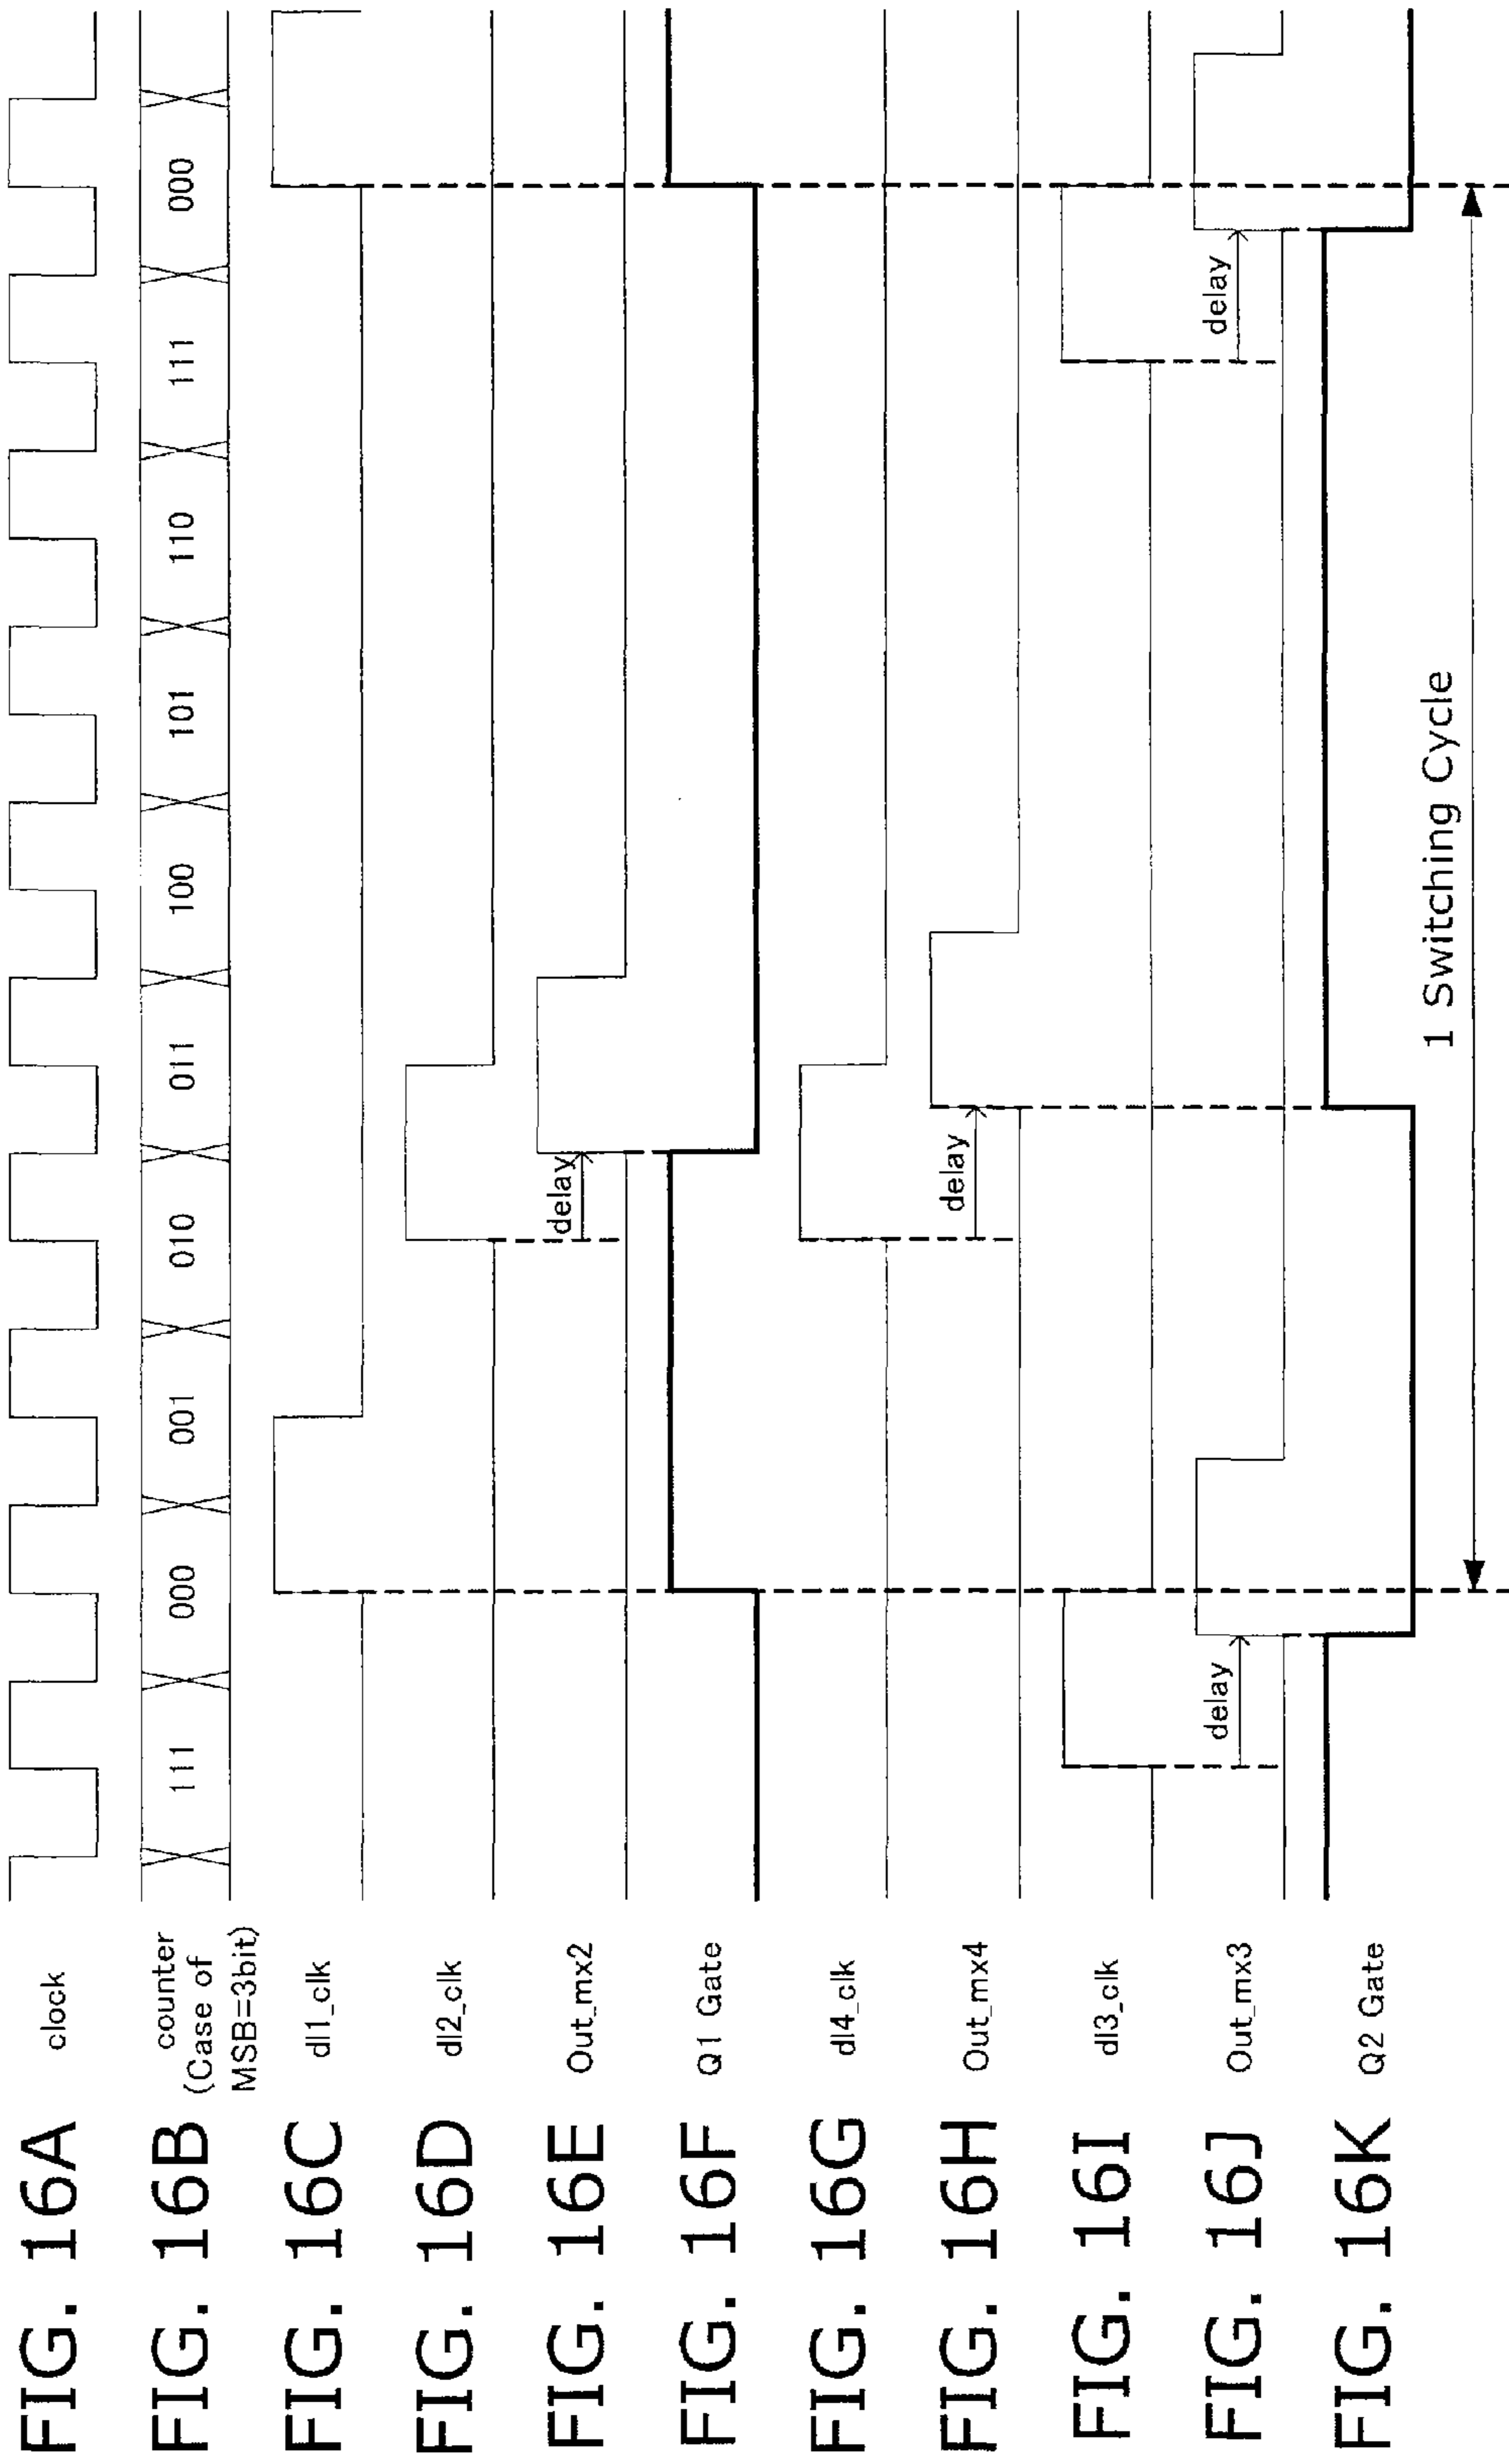 FIG. 16A clock
FIG. 16B counter
(Case of
MSB=3bit)
111 000 001 010 011 100 101 110 111 000
FIG. 16C dl1_clk
FIG. 16D dl2_clk
FIG. 16E Out_mx2
delay
FIG. 16F Q1 Gate
FIG. 16G dl4_clk
FIG. 16H Out_mx4
delay
FIG. 16I dl3_clk
FIG. 16J Out_mx3
delay delay
FIG. 16K Q2 Gate
1 Switching Cycle